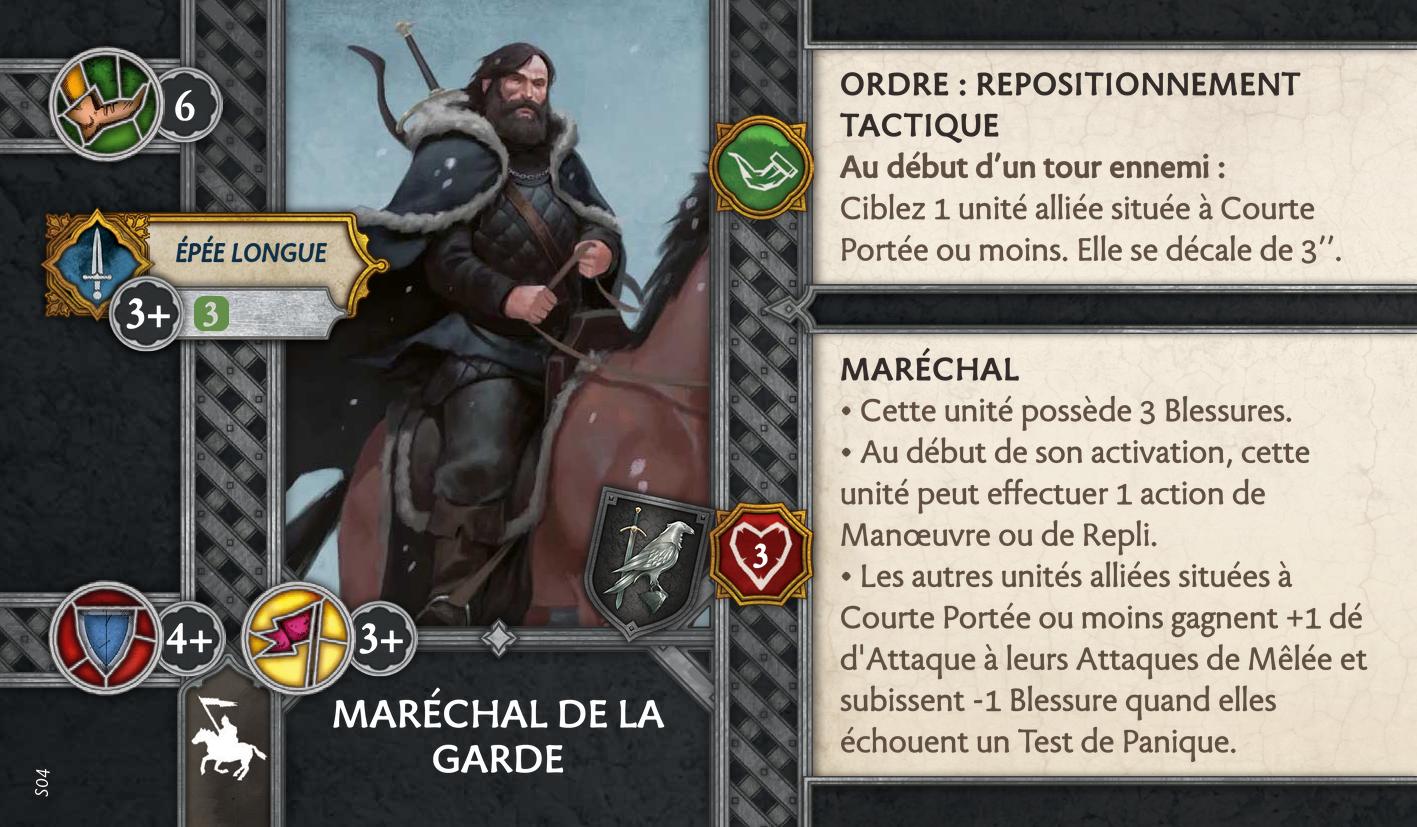 6
ÉPÉE LONGUE
3+
3
4+
3+
MARÉCHAL DE LA
GARDE
S04
3
ORDRE : REPOSITIONNEMENT
TACTIQUE
Au début d’un tour ennemi :
Ciblez 1 unité alliée située à Courte
Portée ou moins. Elle se décale de 3’’.
MARÉCHAL
• Cette unité possède 3 Blessures.
• Au début de son activation, cette
unité peut effectuer 1 action de
Manœuvre ou de Repli.
• Les autres unités alliées situées à
Courte Portée ou moins gagnent +1 dé
d'Attaque à leurs Attaques de Mêlée et
subissent -1 Blessure quand elles
échouent un Test de Panique.